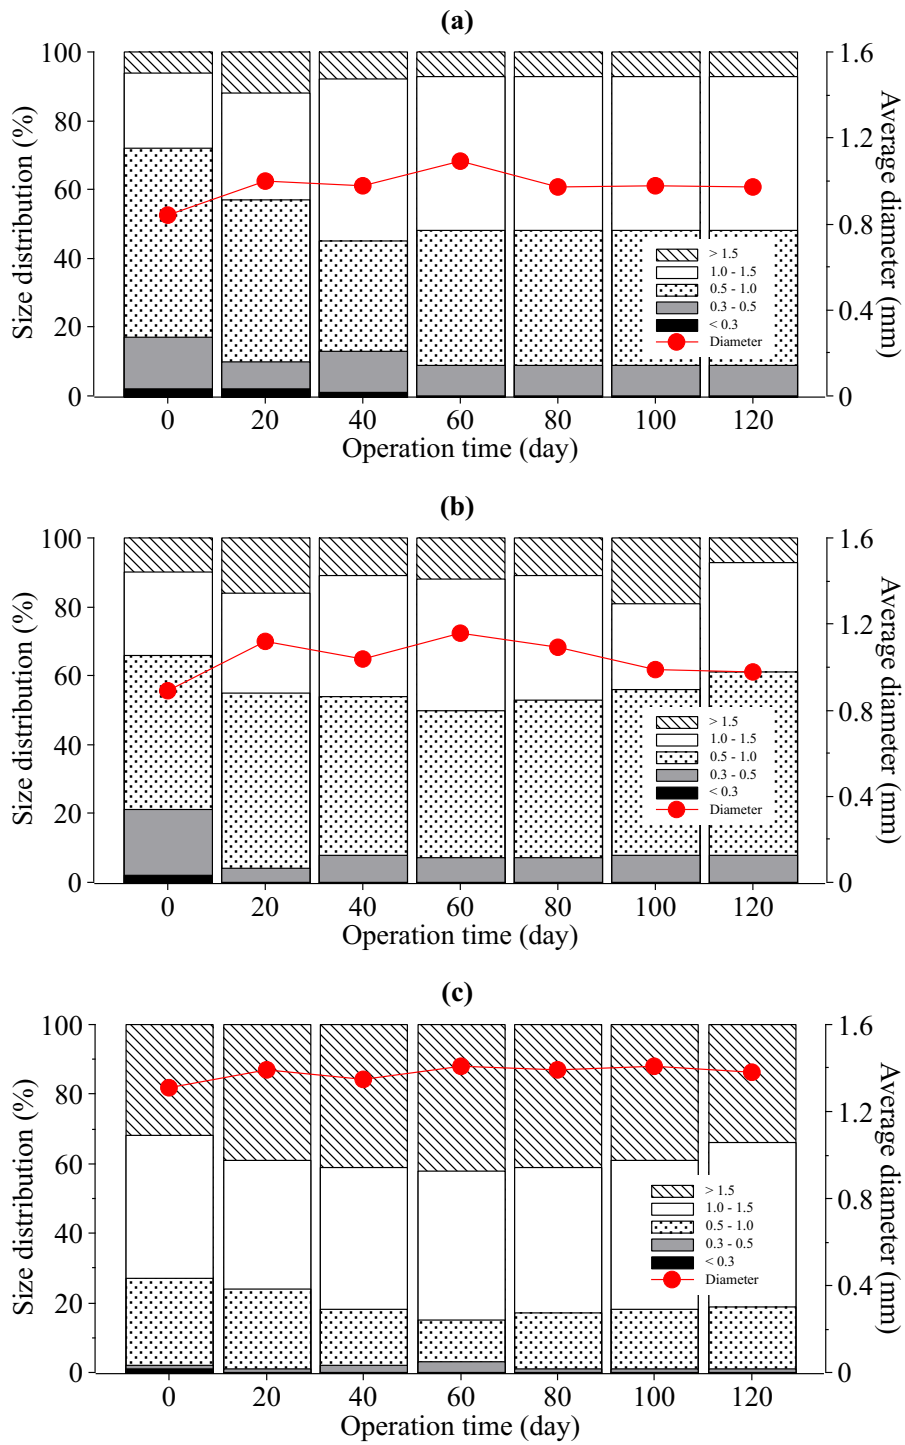 (a)
Size distribution (%)
100
80
60
40
20
0
1.6
1.2
0.8
0.4
0
Average diameter (mm)
> 1.5
1.0 - 1.5
0.5 - 1.0
0.3 - 0.5
< 0.3
Diameter
0 20 40 60 80 100 120
Operation time (day)
(b)
Size distribution (%)
100
80
60
40
20
0
1.6
1.2
0.8
0.4
0
Average diameter (mm)
> 1.5
1.0 - 1.5
0.5 - 1.0
0.3 - 0.5
< 0.3
Diameter
0 20 40 60 80 100 120
Operation time (day)
(c)
Size distribution (%)
100
80
60
40
20
0
1.6
1.2
0.8
0.4
0
Average diameter (mm)
> 1.5
1.0 - 1.5
0.5 - 1.0
0.3 - 0.5
< 0.3
Diameter
0 20 40 60 80 100 120
Operation time (day)